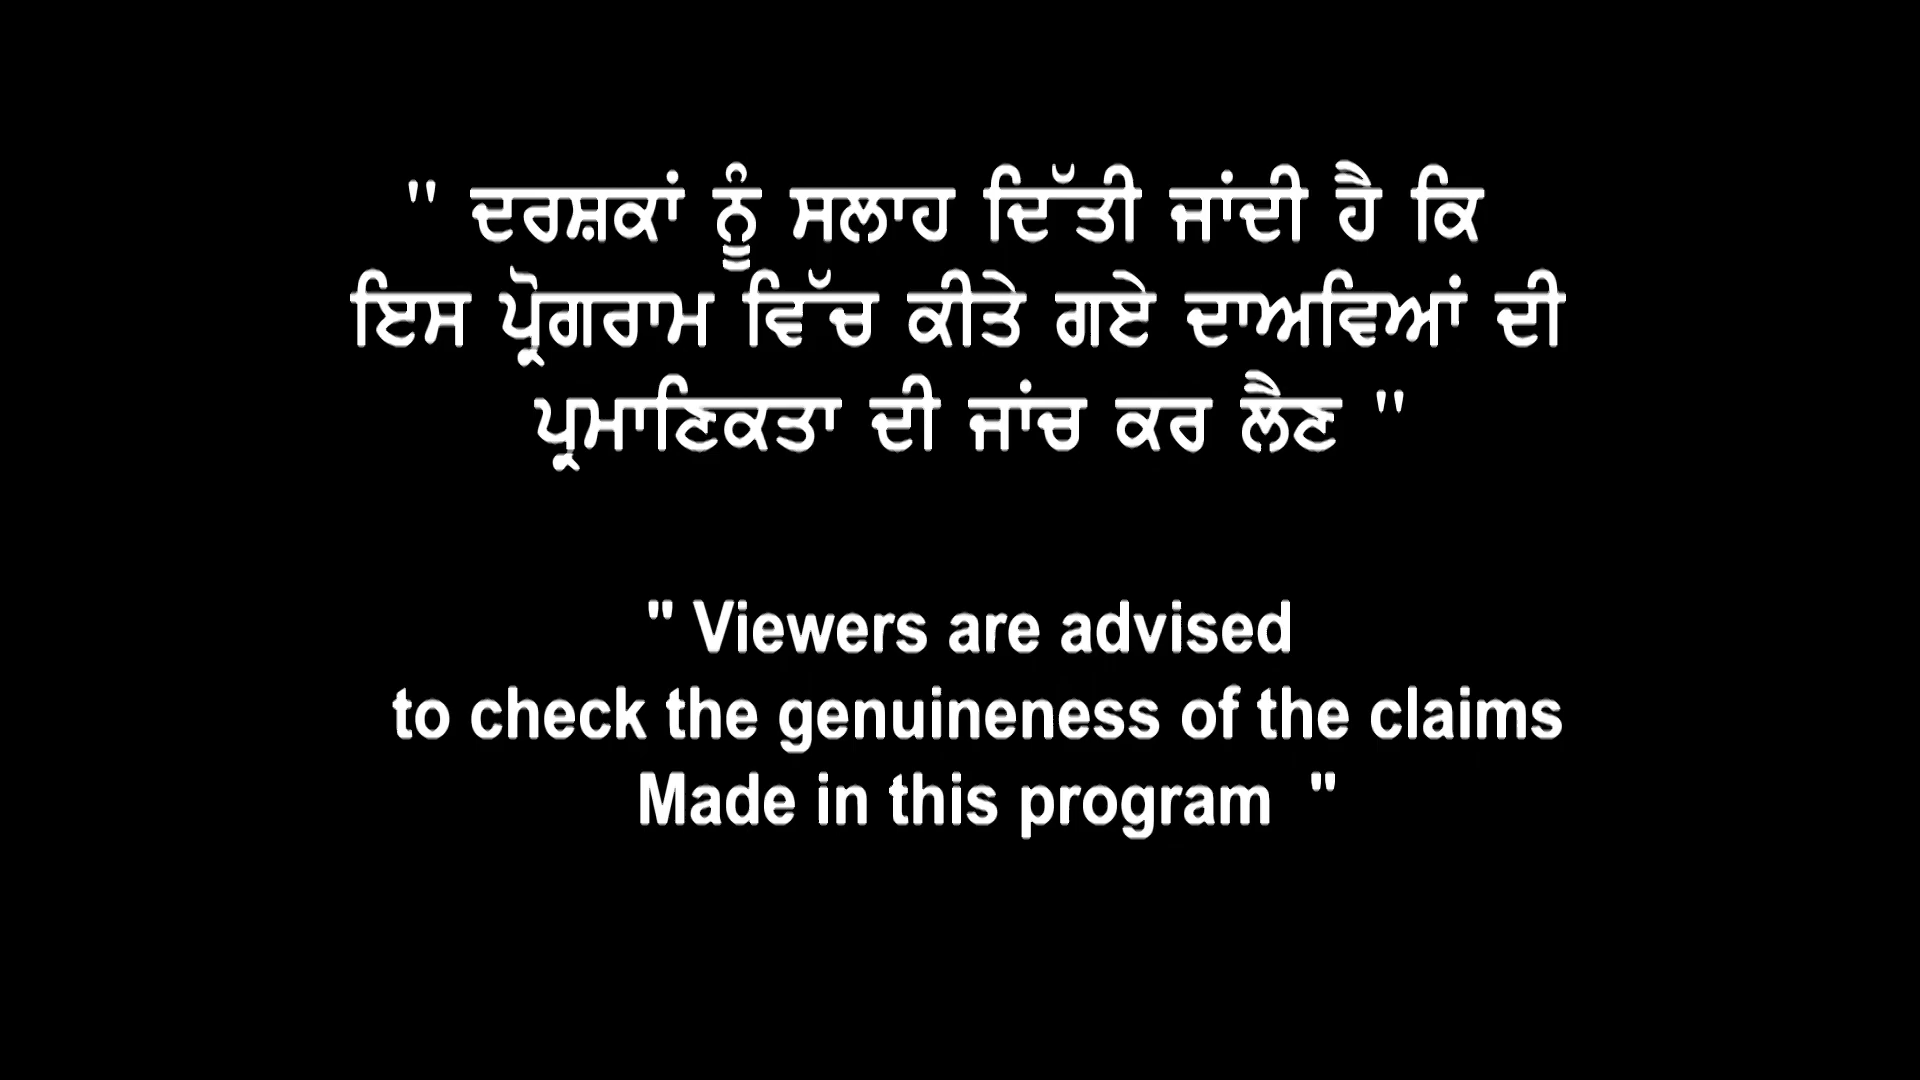 " ਦਰਸ਼ਕਾਂ ਨੂੰ ਸਲਾਹ ਦਿੱਤੀ ਜਾਂਦੀ ਹੈ ਕਿ
ਇਸ ਪ੍ਰੋਗਰਾਮ ਵਿੱਚ ਕੀਤੇ ਗਏ ਦਾਅਵਿਆਂ ਦੀ
ਪ੍ਰਮਾਣਿਕਤਾ ਦੀ ਜਾਂਚ ਕਰ ਲੈਣ "
" Viewers are advised
to check the genuineness of the claims
Made in this program "